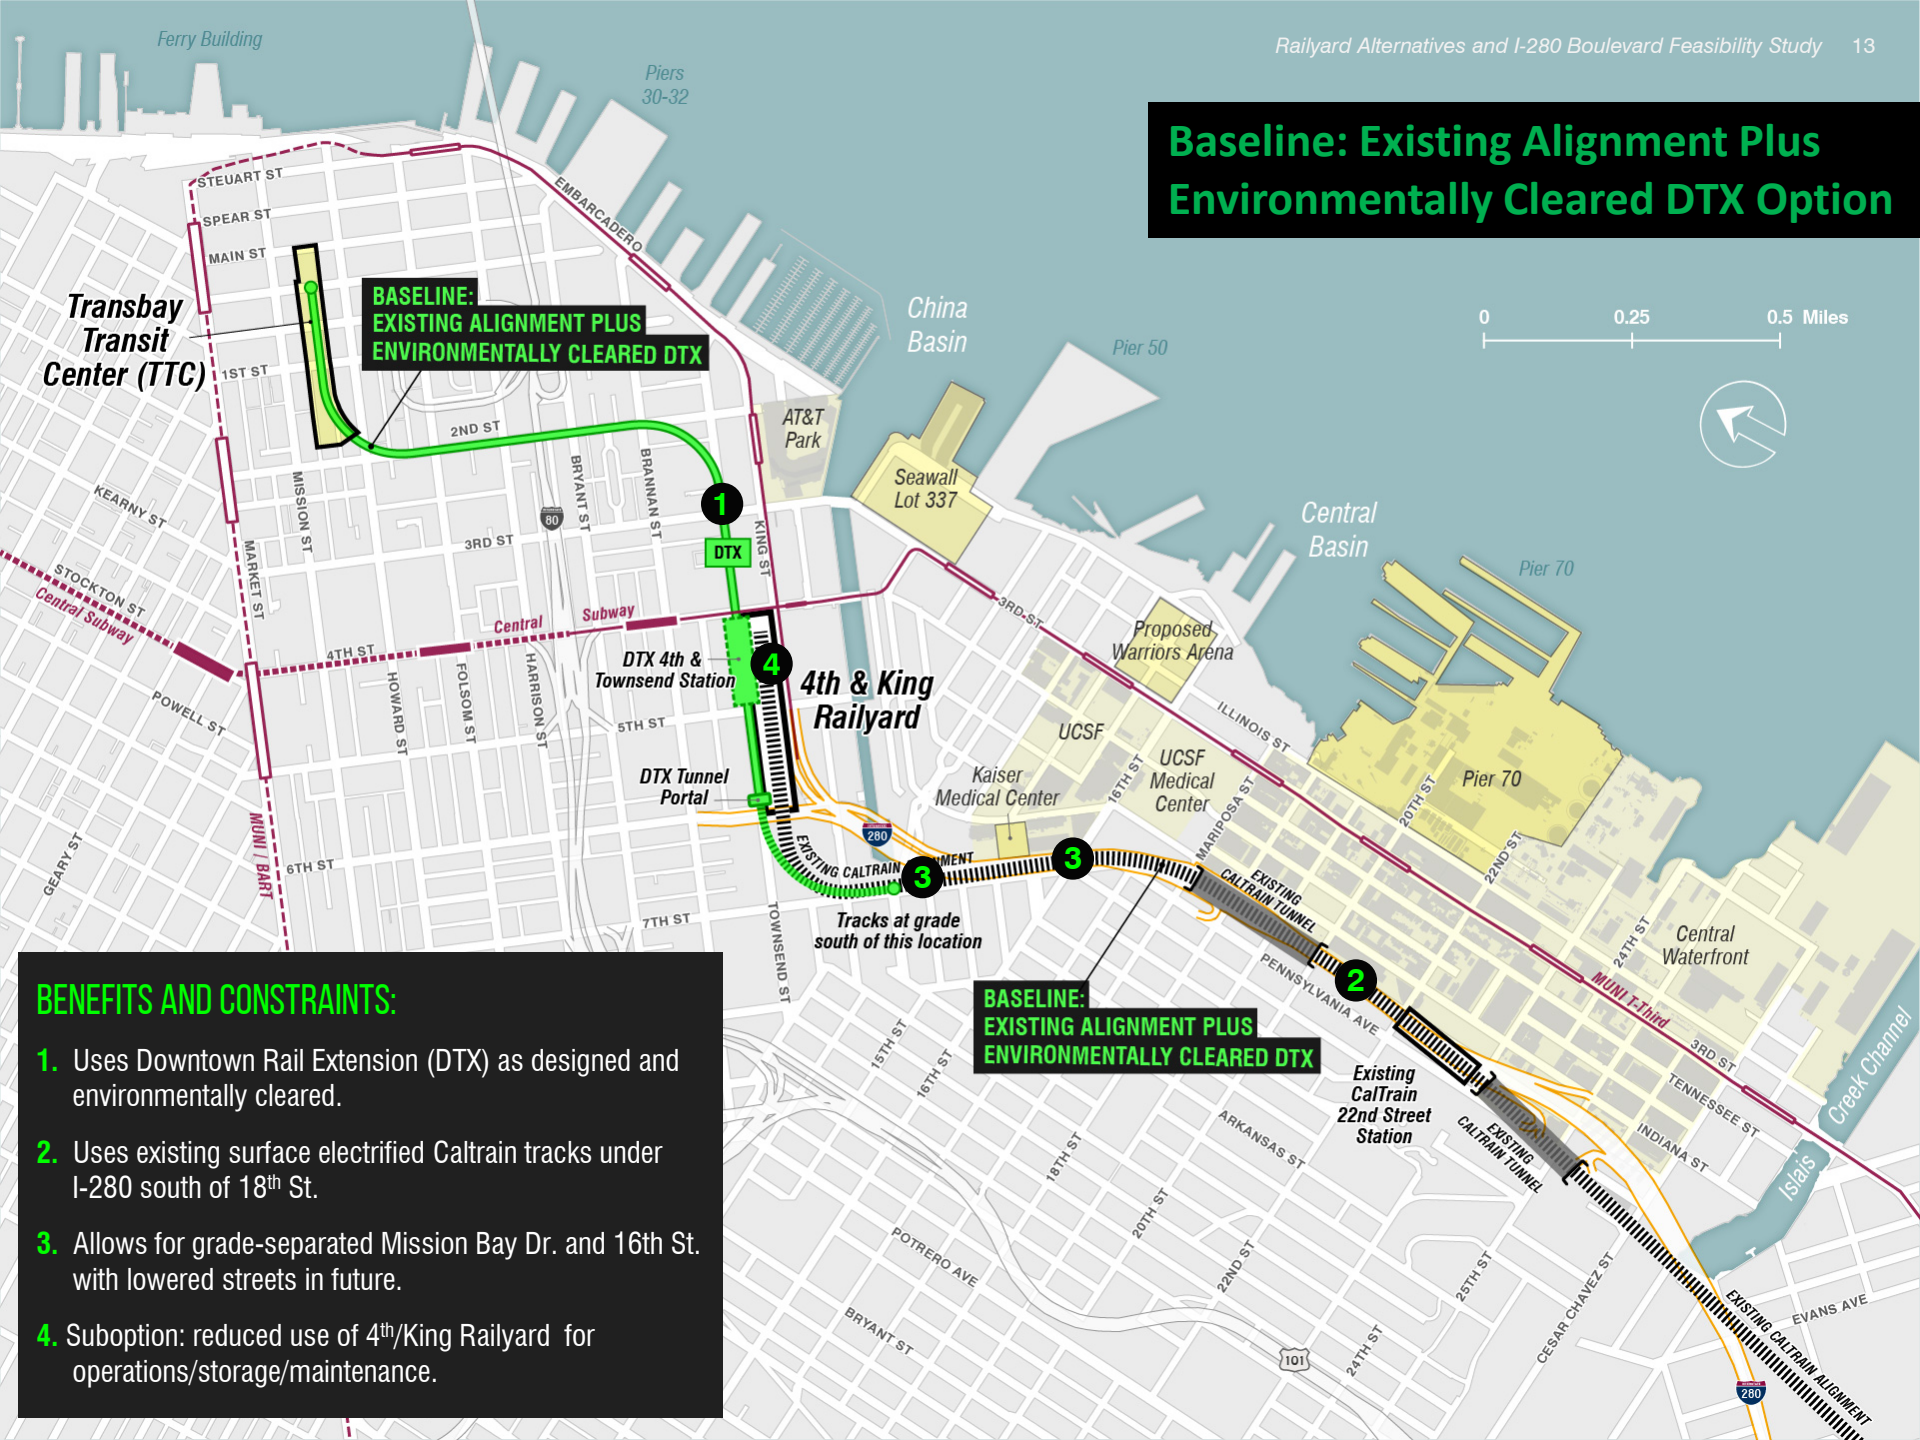 Ferry Building
Piers
30-32
Railyard Alternatives and I-280 Boulevard Feasibility Study 13
Baseline: Existing Alignment Plus
Environmentally Cleared DTX Option
STEUART ST
SPEAR ST
MAIN ST
EMBARCADERO
Transbay
Transit
Center (TTC)
1ST ST
BASELINE:
EXISTING ALIGNMENT PLUS
ENVIRONMENTALLY CLEARED DTX
China
Basin
Pier 50
0 0.25 0.5 Miles
2ND ST
AT&T
Park
Seawall
Lot 337
KEARNY ST
MISSION ST
BRYANT ST
BRANNAN ST
80
1
3RD ST
DTX
KING ST
Central
Basin
Pier 70
MARKET ST
STOCKTON ST
Central Subway
Central Subway
4TH ST
3RD ST
Proposed
Warriors Arena
DTX 4th &
Townsend Station
4
4th & King
Railyard
POWELL ST
HOWARD ST
FOLSOM ST
HARRISON ST
5TH ST
UCSF
ILLINOIS ST
UCSF
Medical
Center
Kaiser
Medical Center
16TH ST
MARIPOSA ST
Pier 70
20TH ST
22ND ST
DTX Tunnel
Portal
280
GEARY ST
MUNI / BART
6TH ST
EXISTING CALTRAIN
NMENT
3
3
EXISTING
CALTRAIN TUNNEL
Tracks at grade
south of this location
7TH ST
TOWNSEND ST
PENNSYLVANIA AVE
2
24TH ST
Central
Waterfront
MUNI T-Third
3RD ST
TENNESSEE ST
INDIANA ST
Islais
Creek Channel
BASELINE:
EXISTING ALIGNMENT PLUS
ENVIRONMENTALLY CLEARED DTX
Existing
CalTrain
22nd Street
Station
EXISTING
CALTRAIN TUNNEL
15TH ST
16TH ST
18TH ST
20TH ST
22ND ST
24TH ST
25TH ST
ARKANSAS ST
POTRERO AVE
BRYANT ST
CESAR CHAVEZ ST
EVANS AVE
EXISTING CALTRAIN ALIGNMENT
101
280
BENEFITS AND CONSTRAINTS:
1. Uses Downtown Rail Extension (DTX) as designed and
environmentally cleared.
2. Uses existing surface electrified Caltrain tracks under
I-280 south of 18th St.
3. Allows for grade-separated Mission Bay Dr. and 16th St.
with lowered streets in future.
4. Suboption: reduced use of 4th/King Railyard for
operations/storage/maintenance.